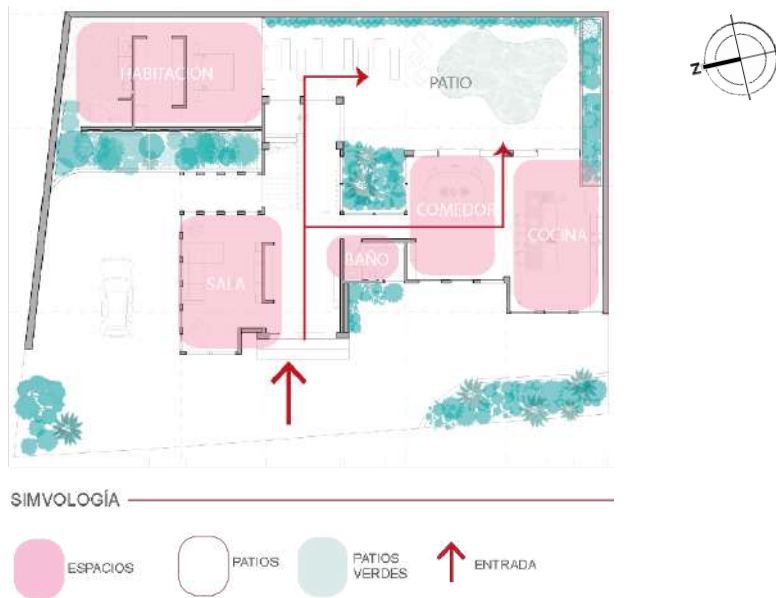 HABITACION
PATIO
Z
COMEDOR
COCINA
BAÑO
SALA
SIMVOLOGÍA
ESPACIOS
PATIOS
PATIOS
VERDES
ENTRADA